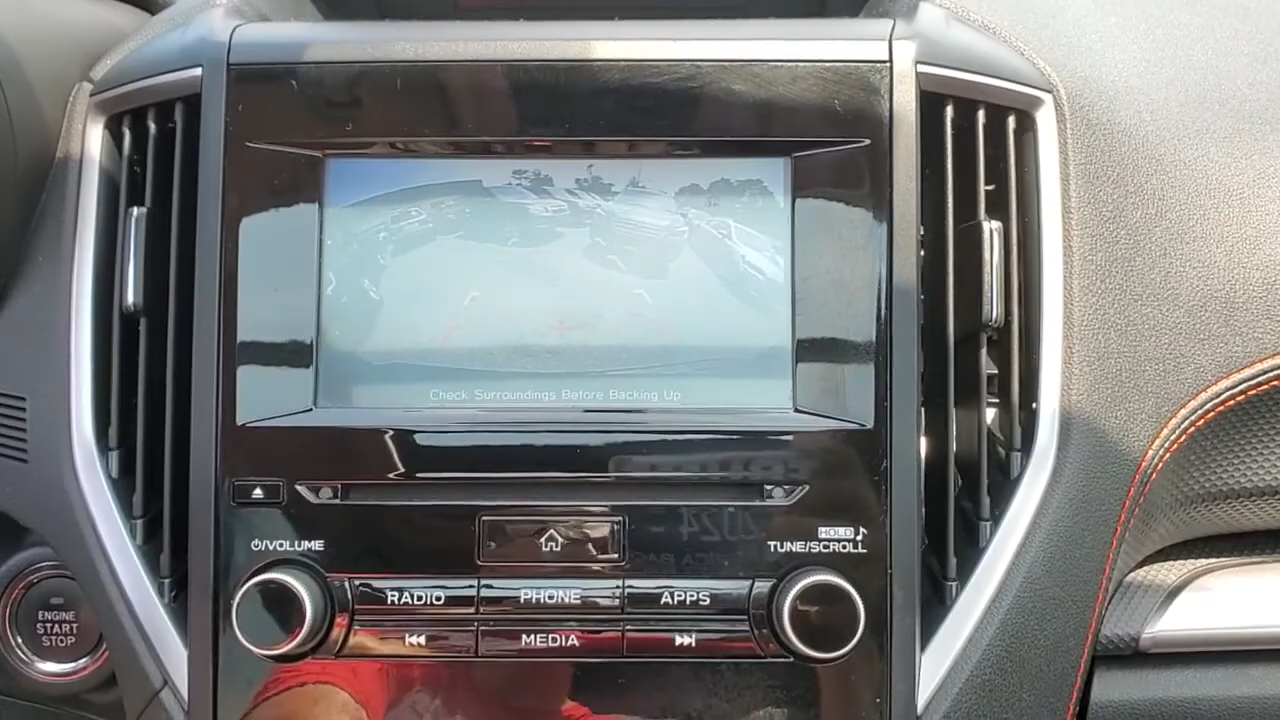 Check Surroundings Before Backing Up
⏻/VOLUME
HOLD♪
TUNE/SCROLL
RADIO
PHONE
APPS
MEDIA
ENGINE
START
STOP